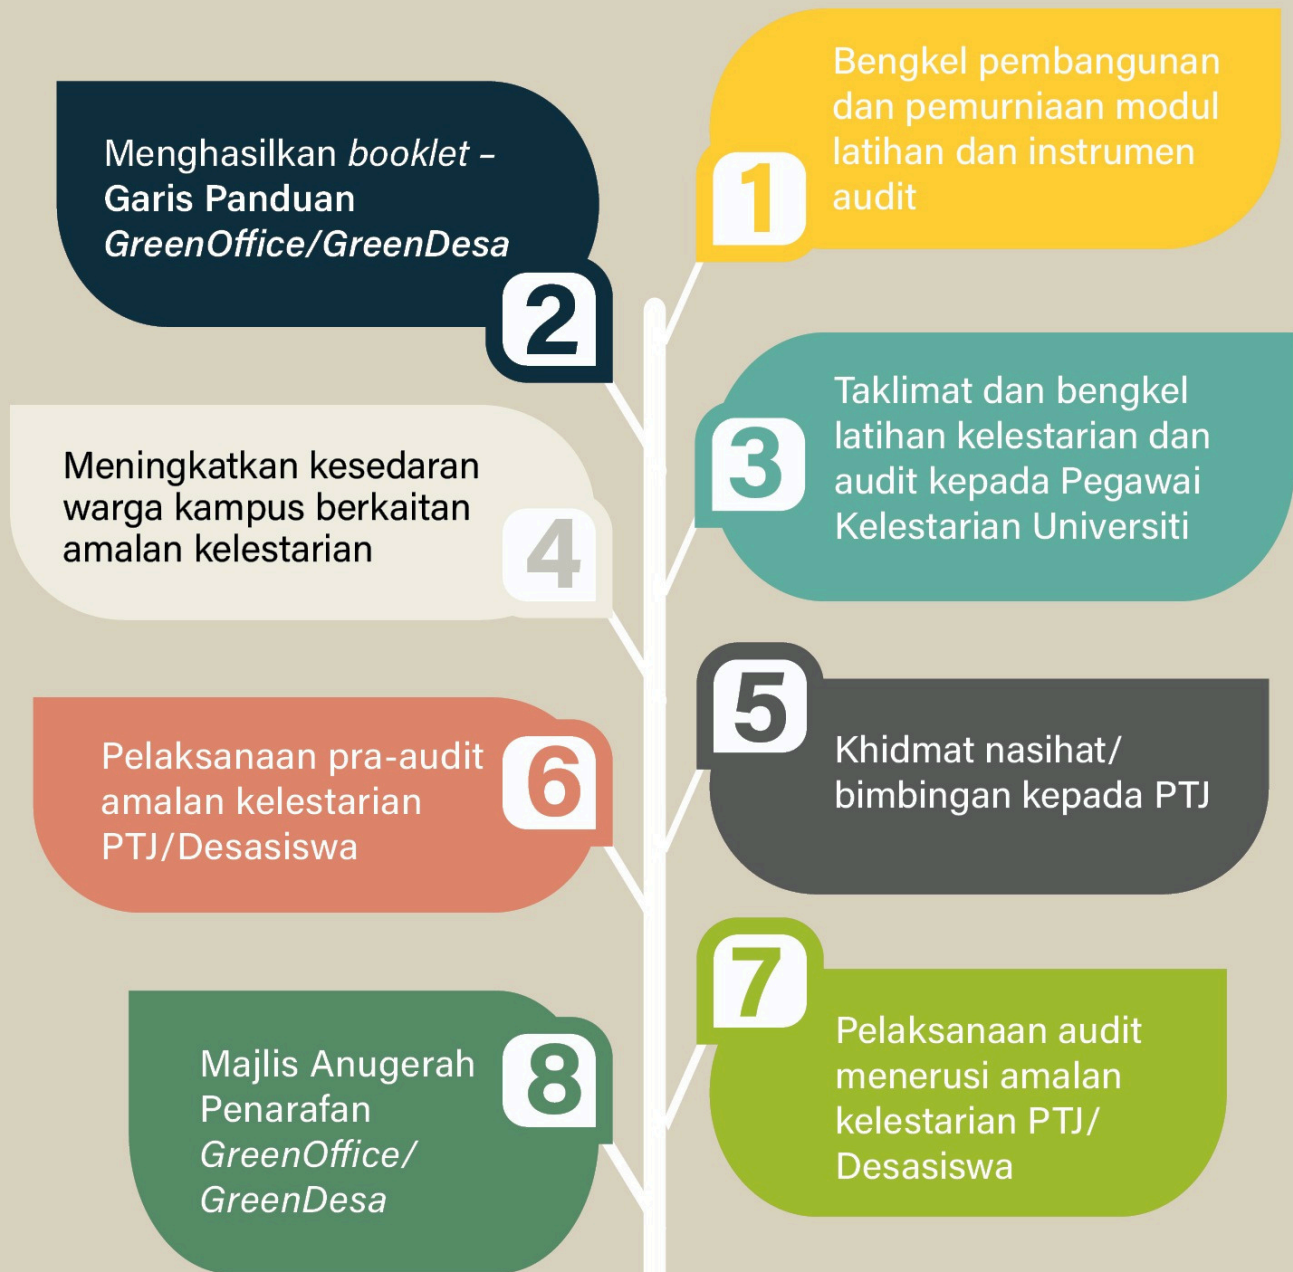 1
Bengkel pembangunan
dan pemurniaan modul
latihan dan instrumen
audit
2
Menghasilkan booklet –
Garis Panduan
GreenOffice/GreenDesa
3
Taklimat dan bengkel
latihan kelestarian dan
audit kepada Pegawai
Kelestarian Universiti
4
Meningkatkan kesedaran
warga kampus berkaitan
amalan kelestarian
5
Khidmat nasihat/
bimbingan kepada PTJ
6
Pelaksanaan pra-audit
amalan kelestarian
PTJ/Desasiswa
7
Pelaksanaan audit
menerusi amalan
kelestarian PTJ/
Desasiswa
8
Majlis Anugerah
Penarafan
GreenOffice/
GreenDesa